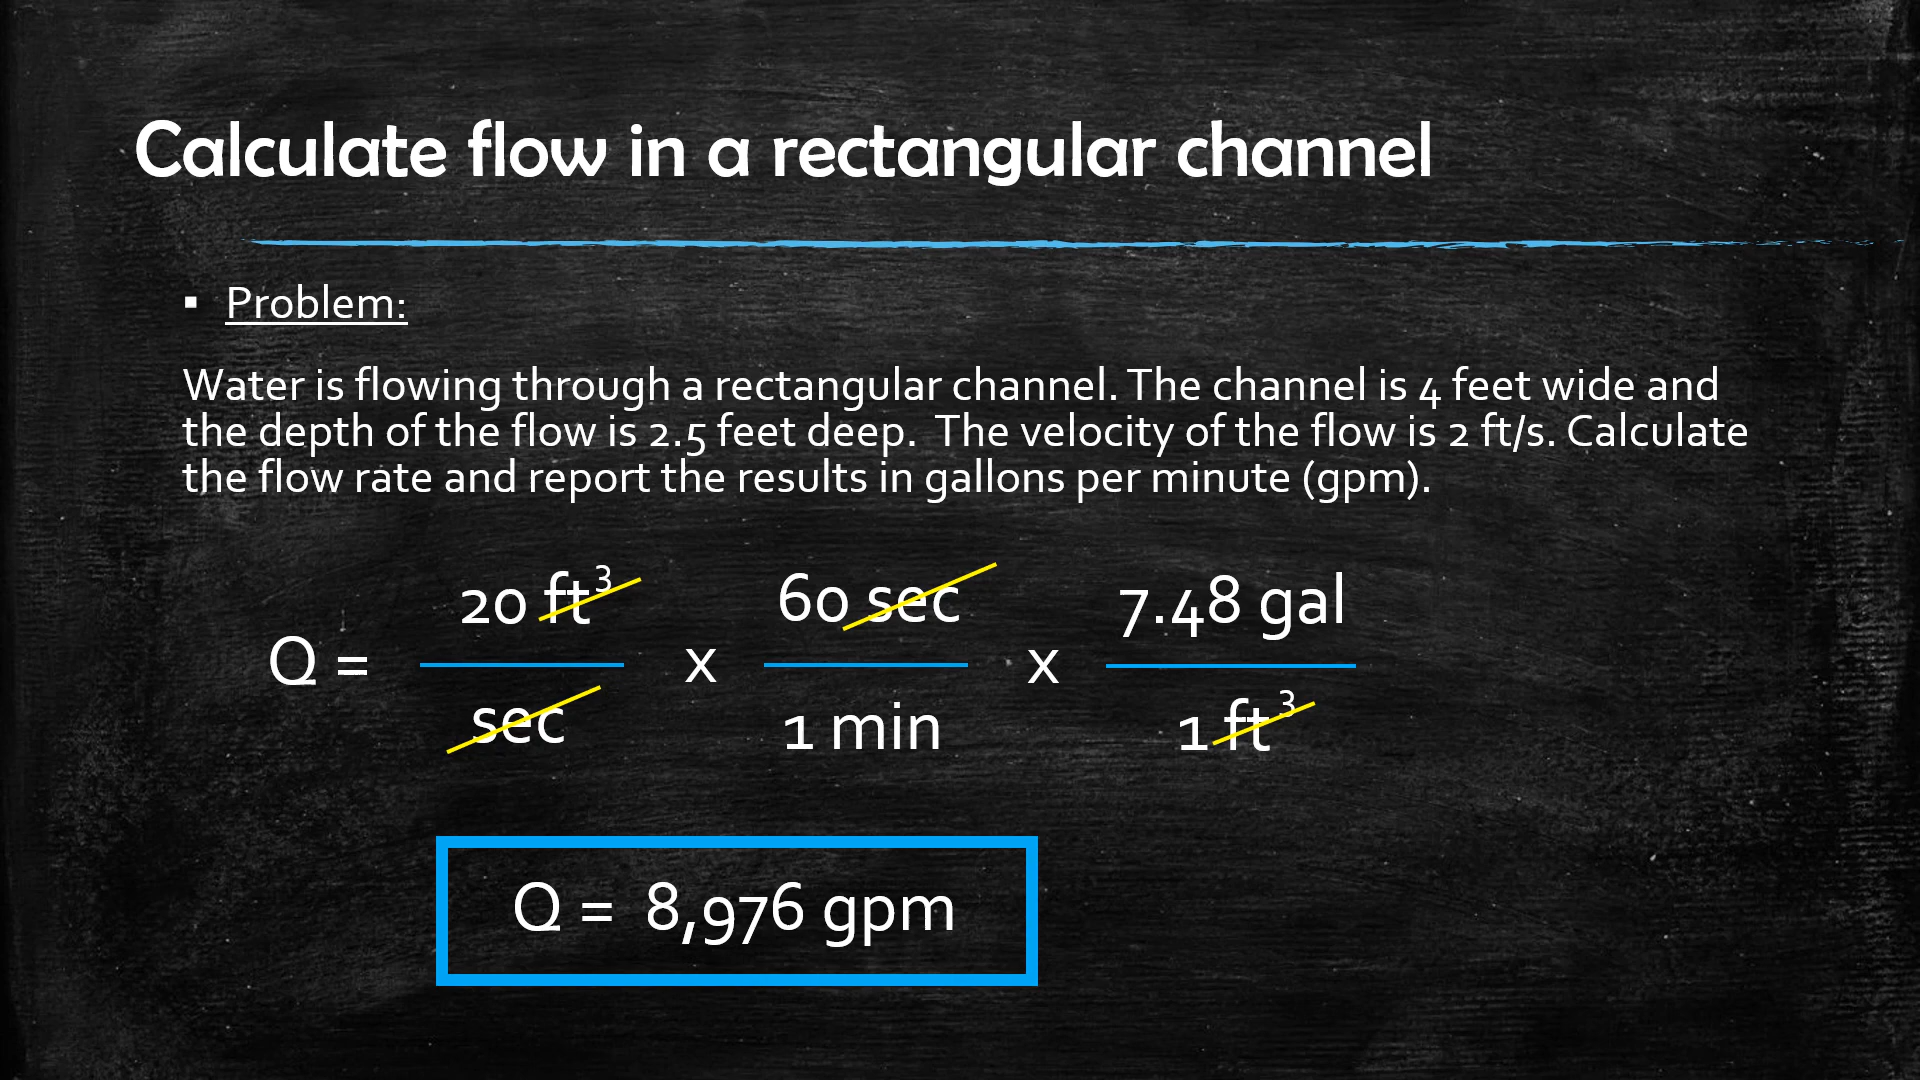 Calculate flow in a rectangular channel
▪ Problem:
Water is flowing through a rectangular channel. The channel is 4 feet wide and
the depth of the flow is 2.5 feet deep.  The velocity of the flow is 2 ft/s. Calculate
the flow rate and report the results in gallons per minute (gpm).
20 ft³ 60 sec 7.48 gal
Q = x x
sec 1 min 1 ft³
Q = 8,976 gpm